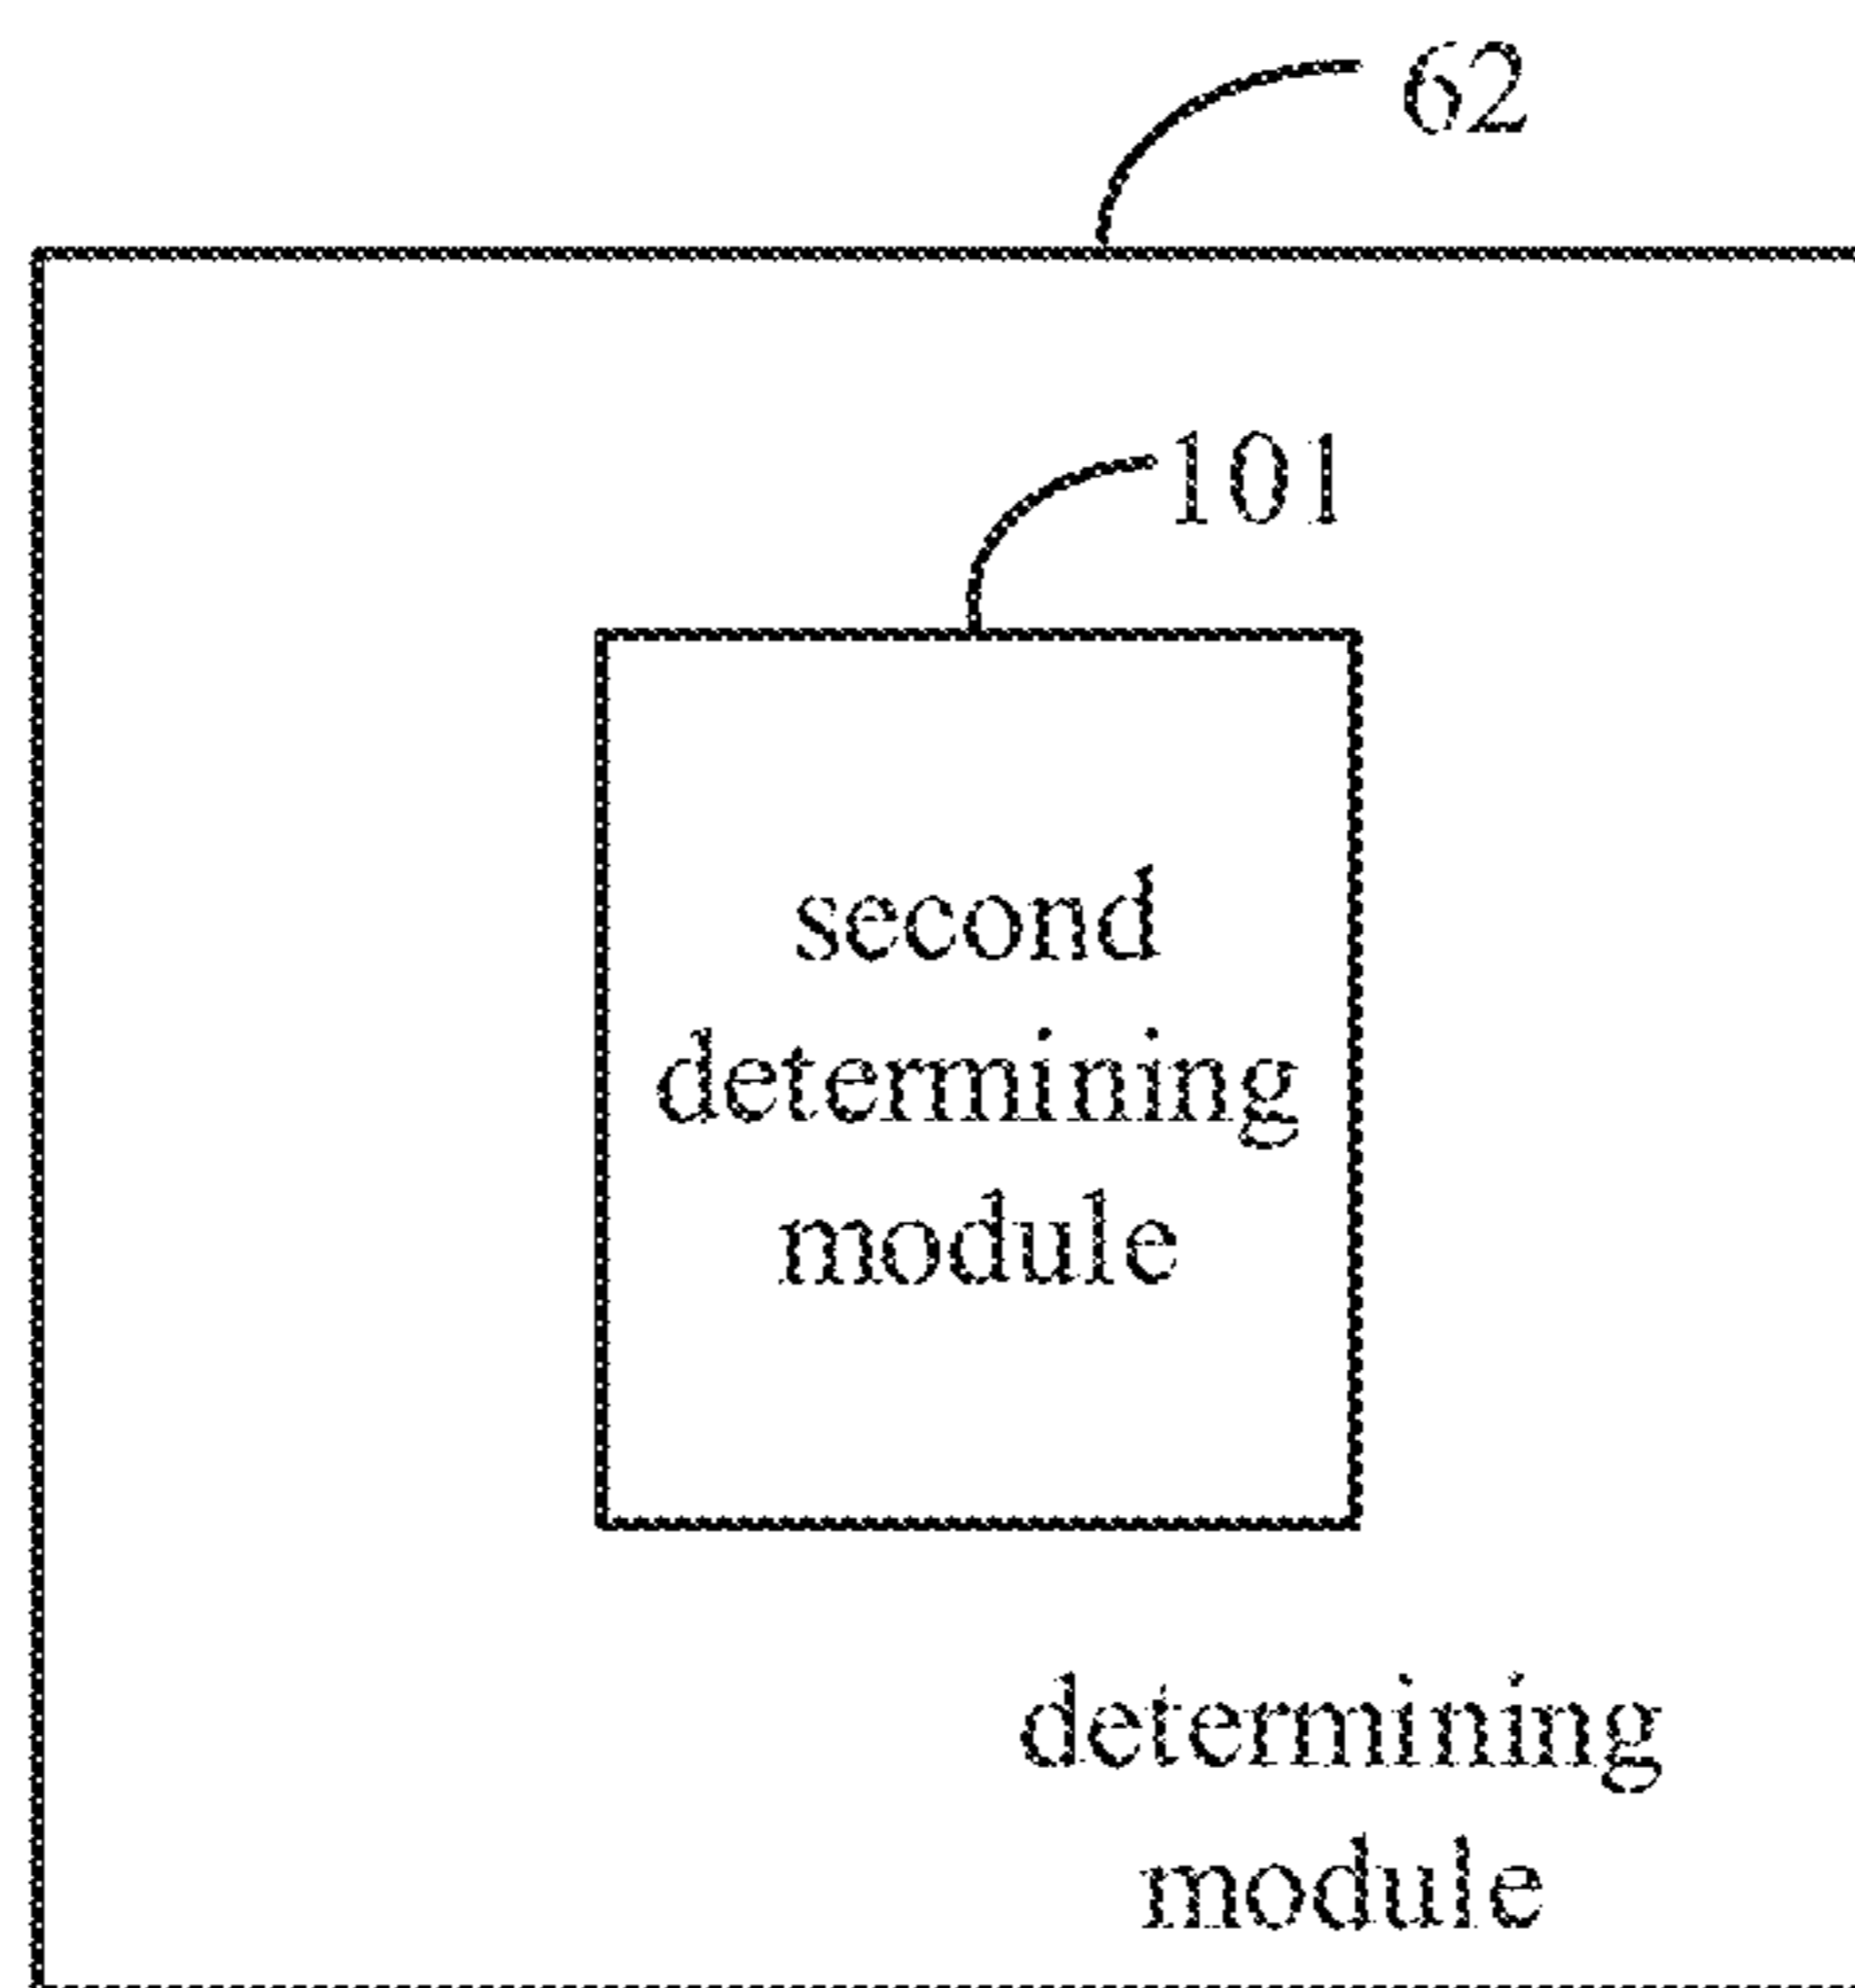 62
101
second
determining
module
determining
module